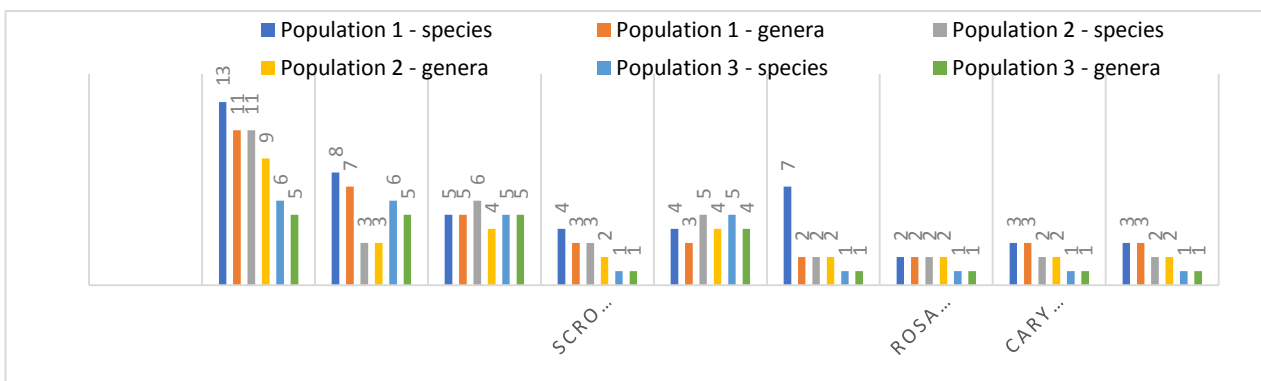 Population 1 - species Population 1 - genera Population 2 - species
Population 2 - genera Population 3 - species Population 3 - genera
13 11 11 9 6 5
8 7 3 3 6 5
5 5 6 4 5 5
4 3 3 2 1 1
4 3 5 4 5 4
7 2 2 2 1 1
2 2 2 2 1 1
3 3 2 2 1 1
3 3 2 2 1 1
SCRO…
ROSA…
CARY…